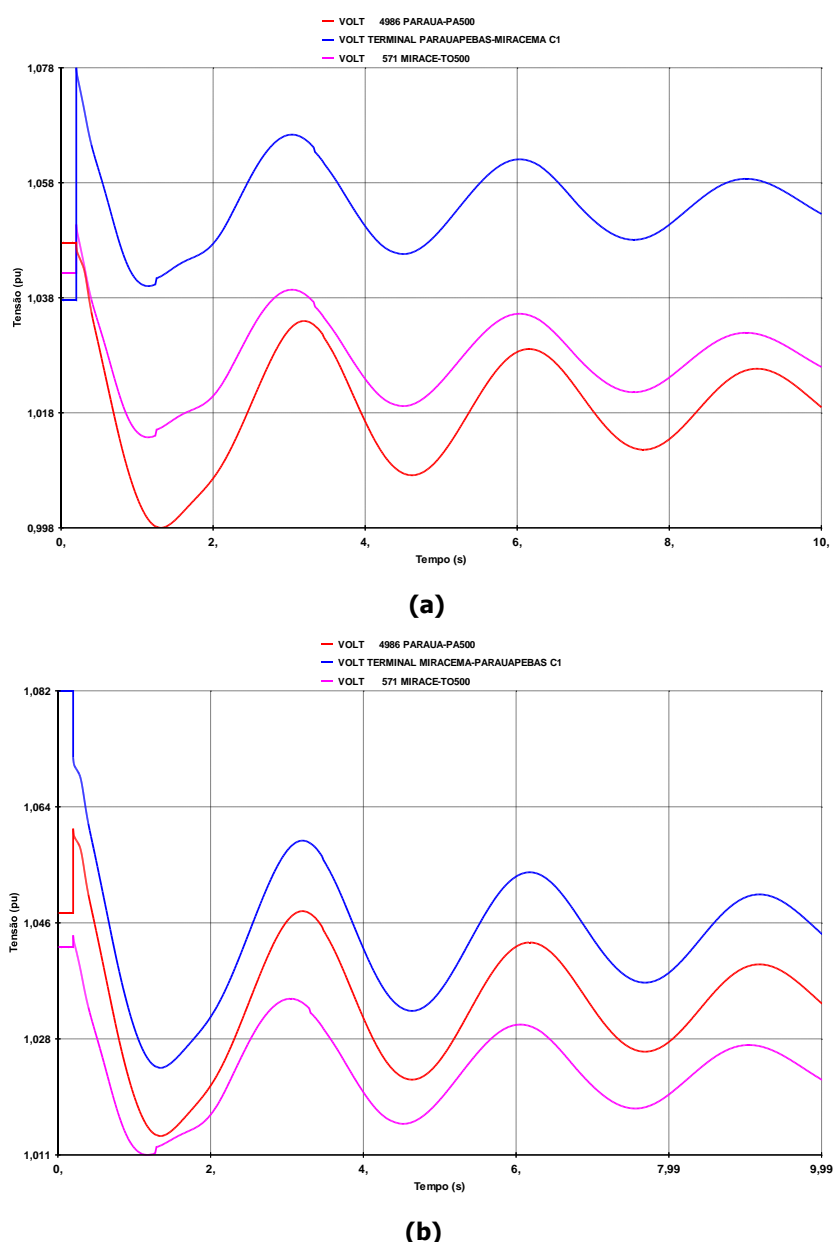 VOLT 4986 PARAUA-PA500
VOLT TERMINAL PARAUAPEBAS-MIRACEMA C1
VOLT 571 MIRACE-TO500
1,078
1,058
1,038
1,018
0,998
Tensão (pu)
0, 2, 4, 6, 8, 10,
Tempo (s)
(a)
VOLT 4986 PARAUA-PA500
VOLT TERMINAL MIRACEMA-PARAUAPEBAS C1
VOLT 571 MIRACE-TO500
1,082
1,064
1,046
1,028
1,011
Tensão (pu)
0, 2, 4, 6, 7,99 9,99
Tempo (s)
(b)